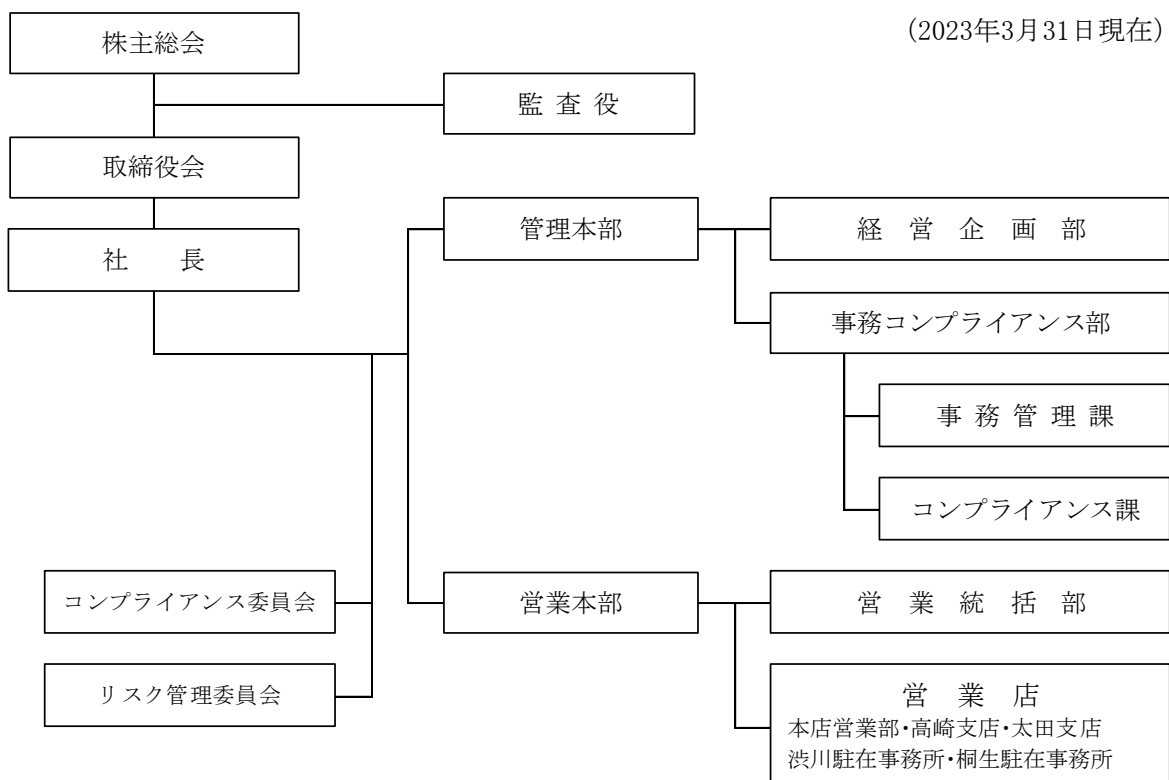 (2023年3月31日現在)
株主総会
監 査 役
取締役会
社 長
管理本部
経 営 企 画 部
事務コンプライアンス部
事 務 管 理 課
コンプライアンス課
コンプライアンス委員会
リスク管理委員会
営業本部
営 業 統 括 部
営 業 店
本店営業部・高崎支店・太田支店
渋川駐在事務所・桐生駐在事務所